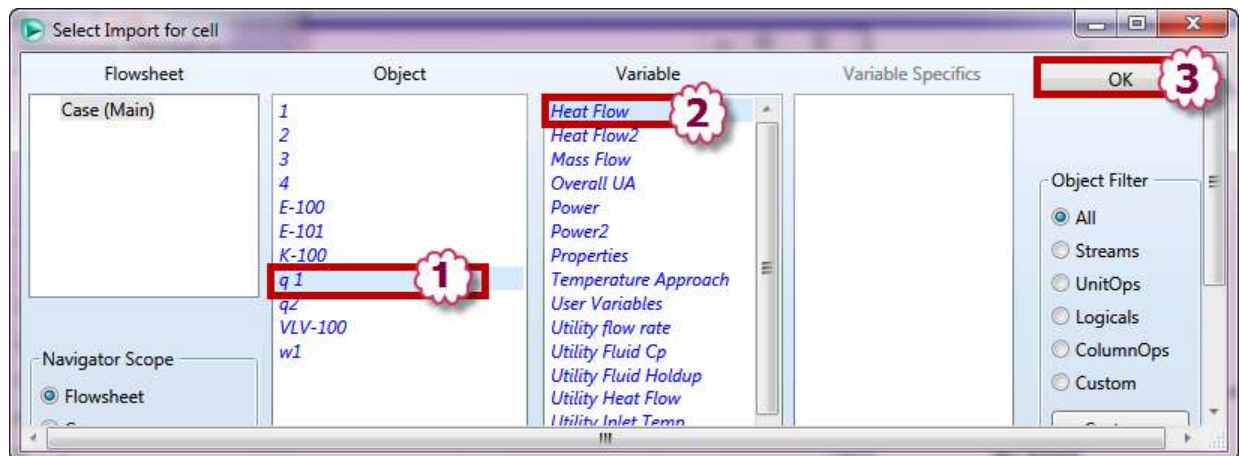 Select Import for cell
Flowsheet
Object
Variable
Variable Specifics
OK
3
Case (Main)
1
2
3
4
E-100
E-101
K-100
q 1
1
q2
VLV-100
w1
Heat Flow
2
Heat Flow2
Mass Flow
Overall UA
Power
Power2
Properties
Temperature Approach
User Variables
Utility flow rate
Utility Fluid Cp
Utility Fluid Holdup
Utility Heat Flow
Utility Inlet Temp
Navigator Scope
Flowsheet
Object Filter
All
Streams
UnitOps
Logicals
ColumnOps
Custom